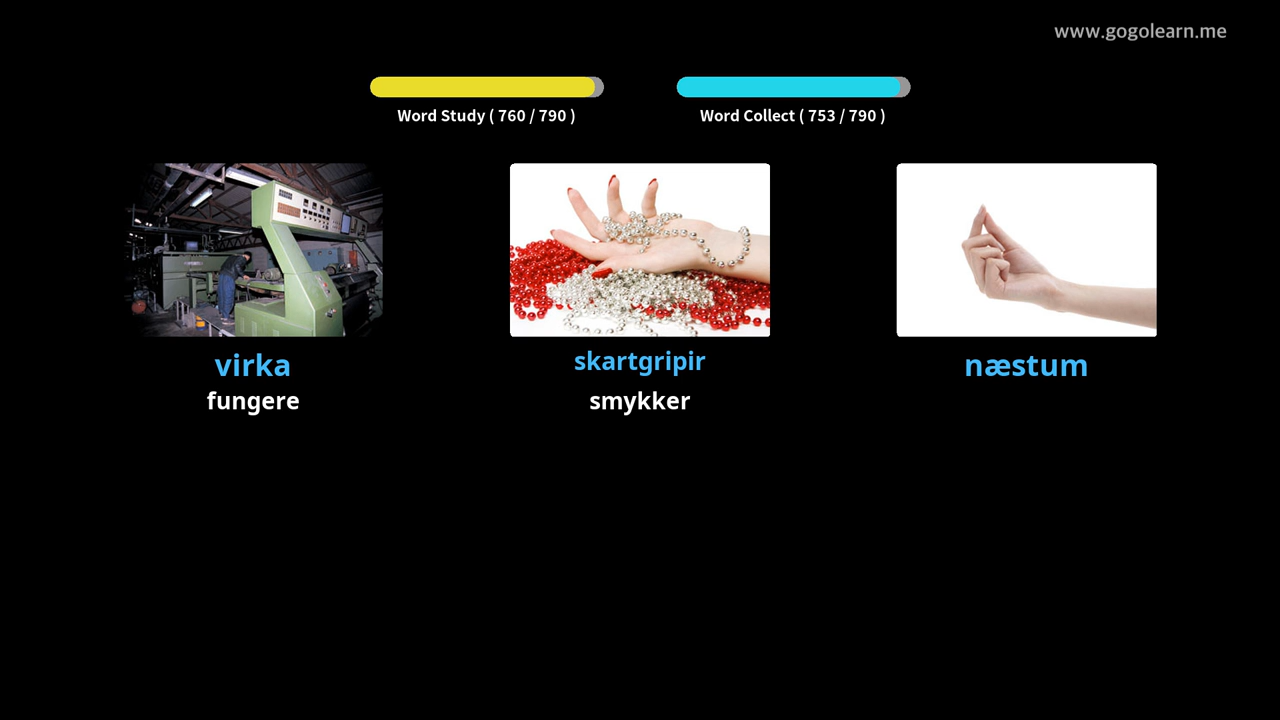 www.gogolearn.me
Word Study ( 760 / 790 )
Word Collect ( 753 / 790 )
virka
fungere
skartgripir
smykker
næstum